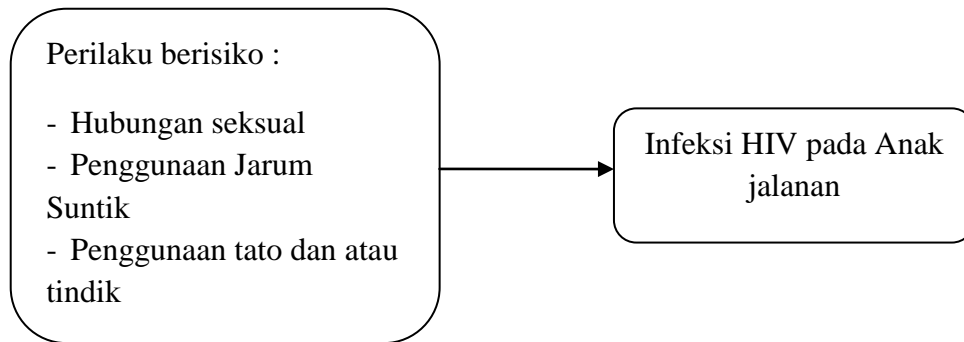 Perilaku berisiko :
- Hubungan seksual
- Penggunaan Jarum
Suntik
- Penggunaan tato dan atau
tindik
Infeksi HIV pada Anak
jalanan